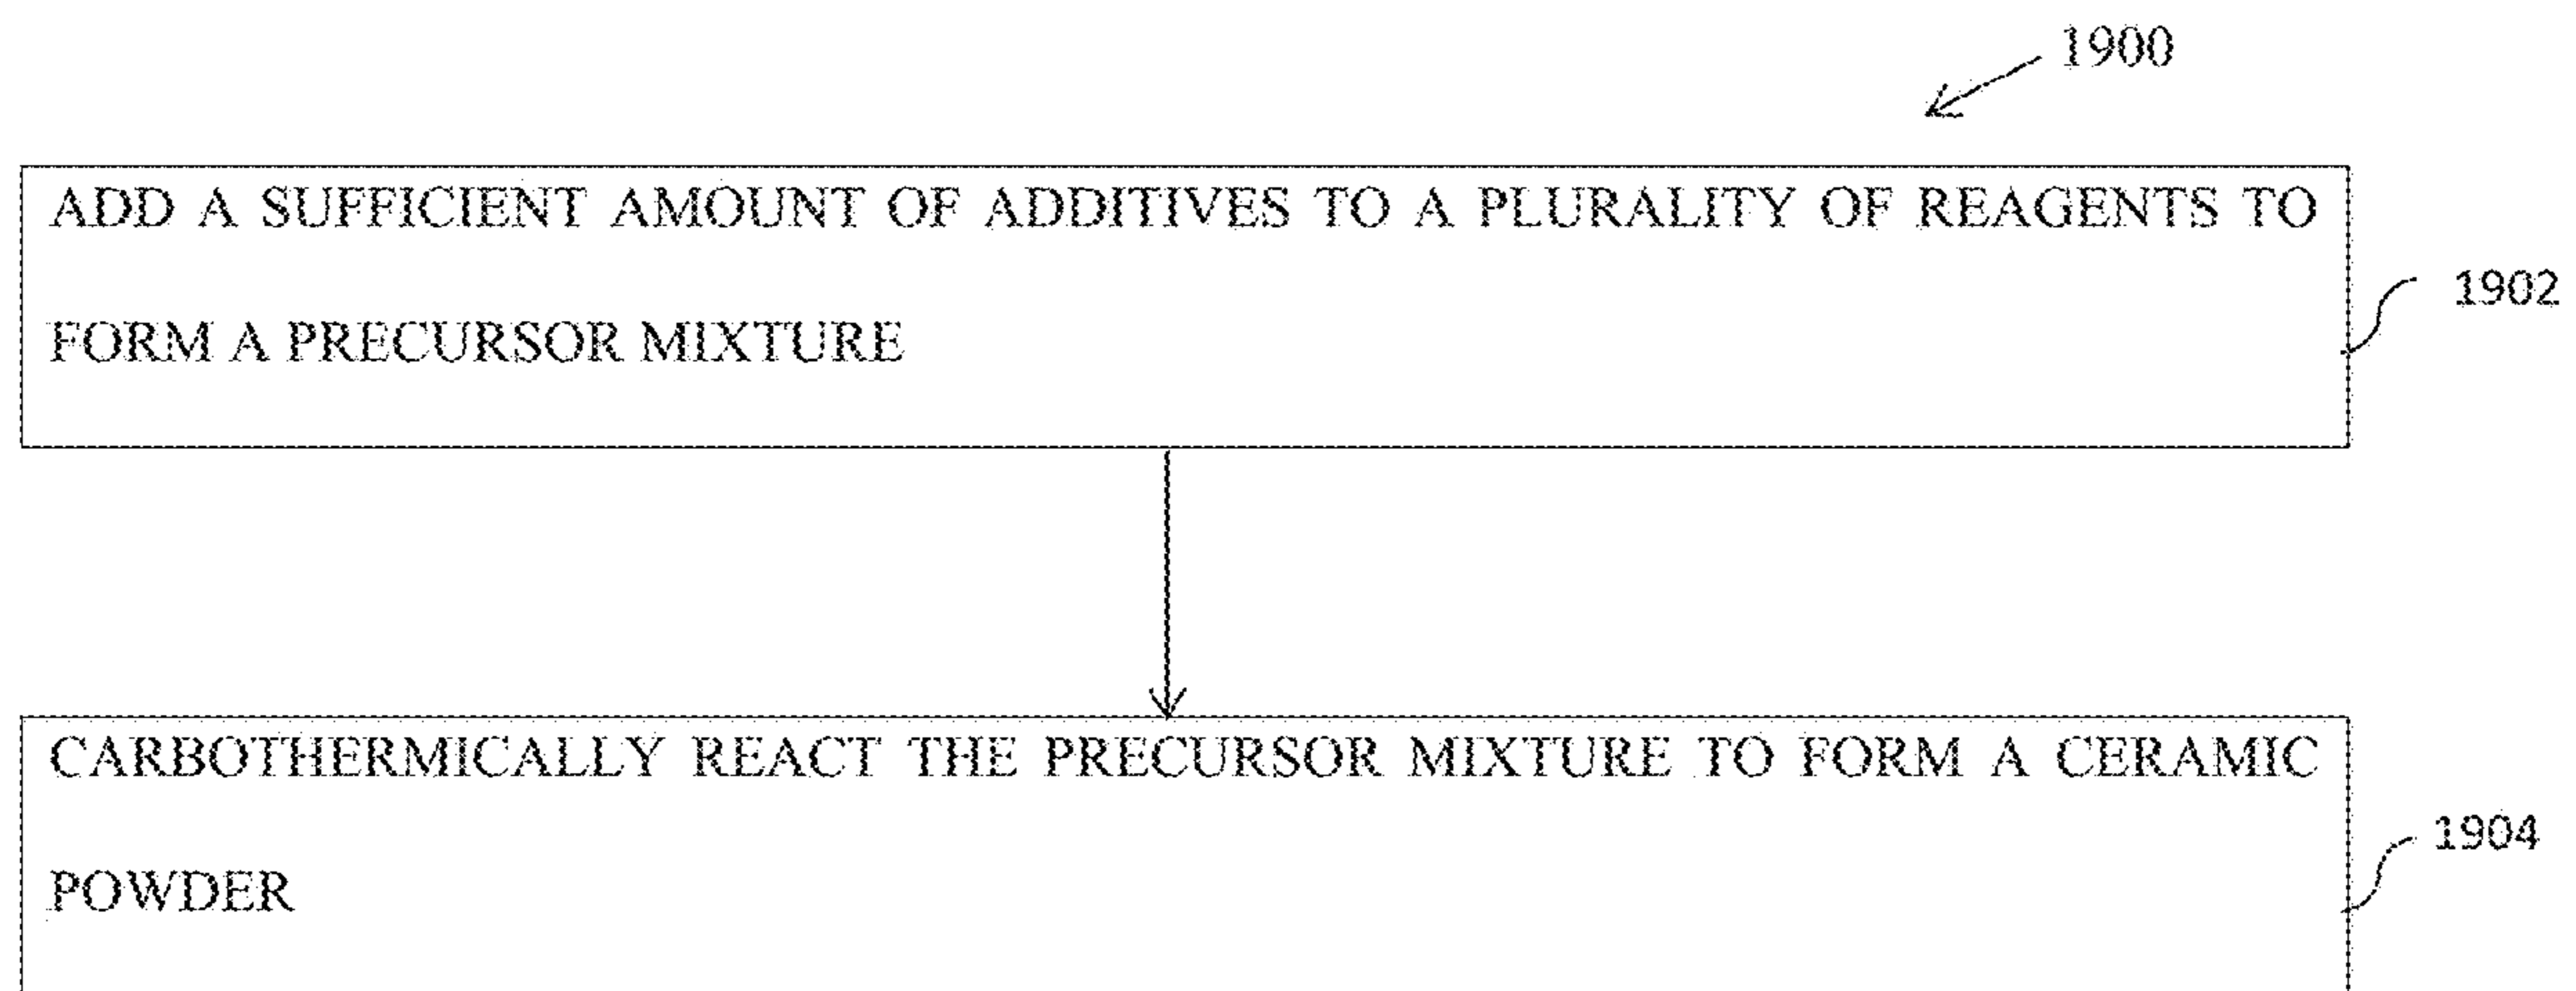 1900
ADD A SUFFICIENT AMOUNT OF ADDITIVES TO A PLURALITY OF REAGENTS TO
FORM A PRECURSOR MIXTURE
1902
CARBOTHERMICALLY REACT THE PRECURSOR MIXTURE TO FORM A CERAMIC
POWDER
1904